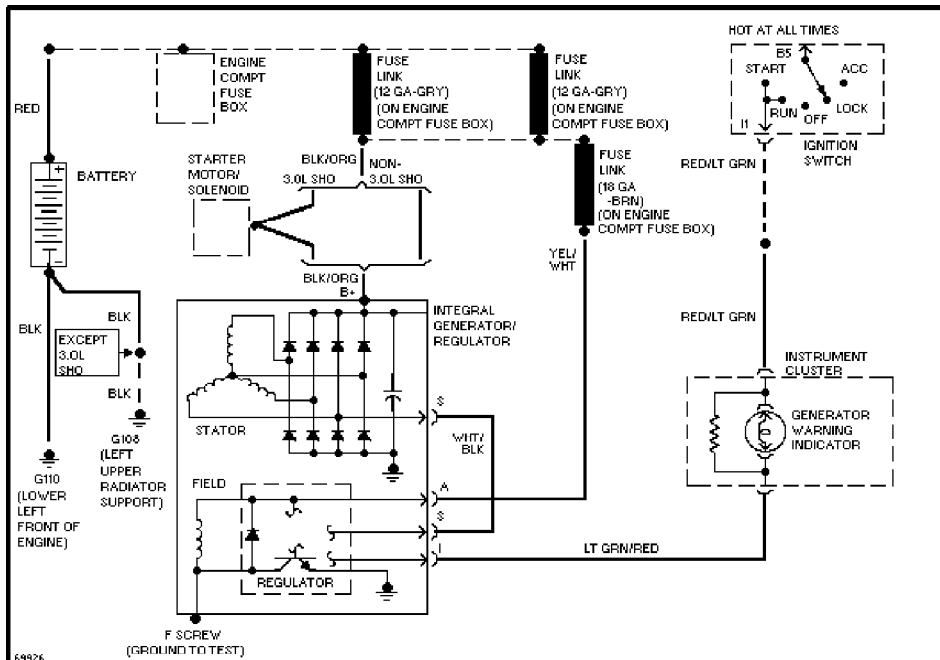 HOT AT ALL TIMES
B5
START
ACC
RUN
LOCK
OFF
I1
IGNITION
SWITCH
ENGINE
COMPT
FUSE
BOX
FUSE
LINK
(12 GA-GRY)
(ON ENGINE
COMPT FUSE BOX)
FUSE
LINK
(12 GA-GRY)
(ON ENGINE
COMPT FUSE BOX)
RED
BATTERY
+
-
STARTER
MOTOR/
SOLENOID
BLK/ORG
3.0L SHO
NON-
3.0L SHO
FUSE
LINK
(18 GA
-BRN)
(ON ENGINE
COMPT FUSE BOX)
RED/LT GRN
YEL/
WHT
BLK/ORG
B+
BLK
BLK
EXCEPT
3.0L
SHO
BLK
INTEGRAL
GENERATOR/
REGULATOR
RED/LT GRN
INSTRUMENT
CLUSTER
GENERATOR
WARNING
INDICATOR
STATOR
S
WHT/
BLK
G108
(LEFT
UPPER
RADIATOR
SUPPORT)
G110
(LOWER
LEFT
FRONT OF
ENGINE)
FIELD
A
S
I
REGULATOR
LT GRN/RED
F SCREW
(GROUND TO TEST)
69926